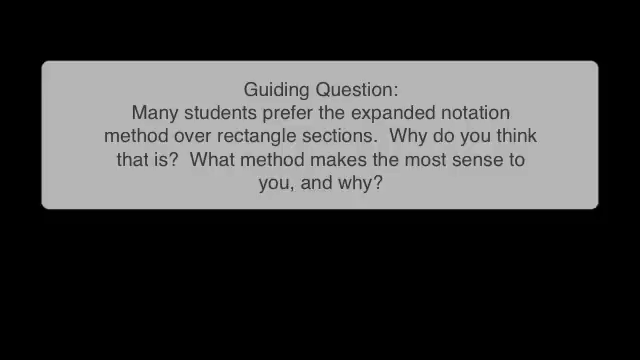 Guiding Question:
Many students prefer the expanded notation
method over rectangle sections.  Why do you think
that is?  What method makes the most sense to
you, and why?